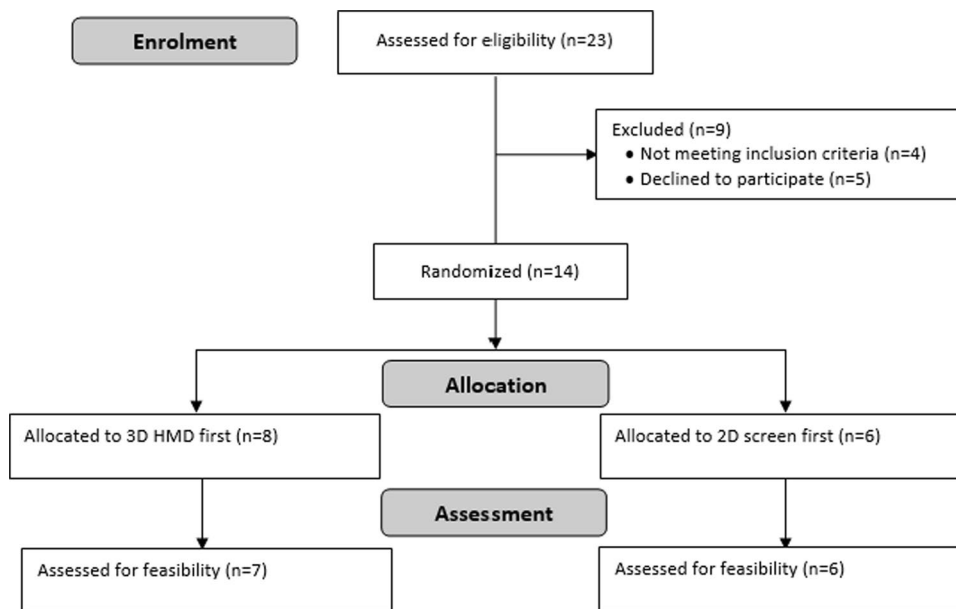 Enrolment
Assessed for eligibility (n=23)
Excluded (n=9)
● Not meeting inclusion criteria (n=4)
● Declined to participate (n=5)
Randomized (n=14)
Allocation
Allocated to 3D HMD first (n=8)
Allocated to 2D screen first (n=6)
Assessment
Assessed for feasibility (n=7)
Assessed for feasibility (n=6)